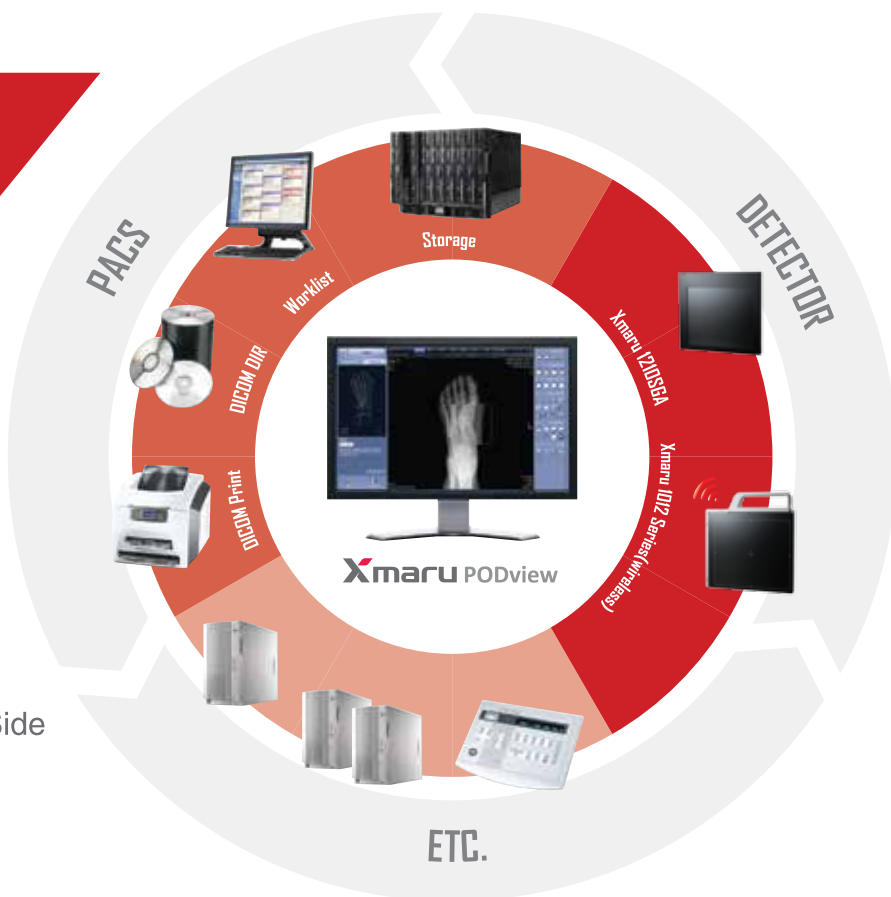 PACS
DETECTOR
Storage
Worklist
DICOM DIR
DICOM Print
Xmaru 1210SGA
Xmaru 1012 Series(wireless)
Xmaru PODview
Side
ETC.